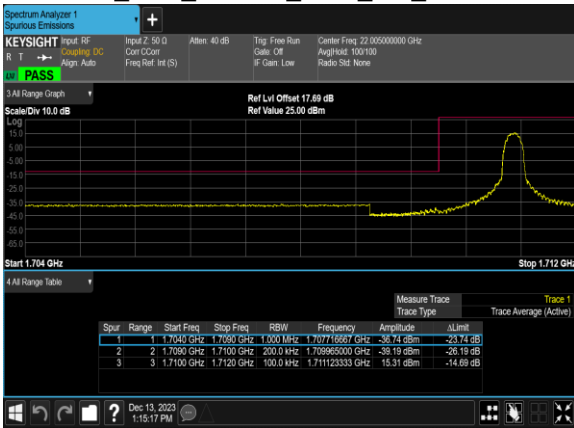 Spectrum Analyzer 1
Spurious Emissions
KEYSIGHT Input: RF Input Z: 50 Ω Atten: 40 dB Trig: Free Run Center Freq: 22.005000000 GHz
R T Coupling: DC Corr CCorr Gate: Off Avg|Hold: 100/100
Align: Auto Freq Ref: Int (S) IF Gain: Low Radio Std: None
PASS
3 All Range Graph
Ref Lvl Offset 17.69 dB
Scale/Div 10.0 dB Ref Value 25.00 dBm
Log
15.0
5.00
-5.00
-15.0
-25.0
-35.0
-45.0
-55.0
-65.0
Start 1.704 GHz Stop 1.712 GHz
4 All Range Table
Measure Trace Trace 1
Trace Type Trace Average (Active)
Spur Range Start Freq Stop Freq RBW Frequency Amplitude ΔLimit
1 1 1.7040 GHz 1.7090 GHz 1.000 MHz 1.707716667 GHz -36.74 dBm -23.74 dB
2 2 1.7090 GHz 1.7100 GHz 200.0 kHz 1.709965000 GHz -39.19 dBm -26.19 dB
3 3 1.7100 GHz 1.7120 GHz 100.0 kHz 1.711123333 GHz 15.31 dBm -14.69 dB
Dec 13, 2023
1:15:17 PM